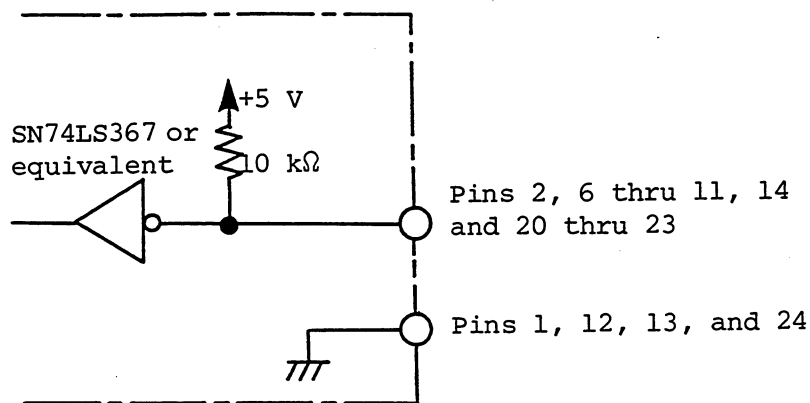 +5 V
SN74LS367 or
equivalent
10 kΩ
Pins 2, 6 thru 11, 14
and 20 thru 23
Pins 1, 12, 13, and 24